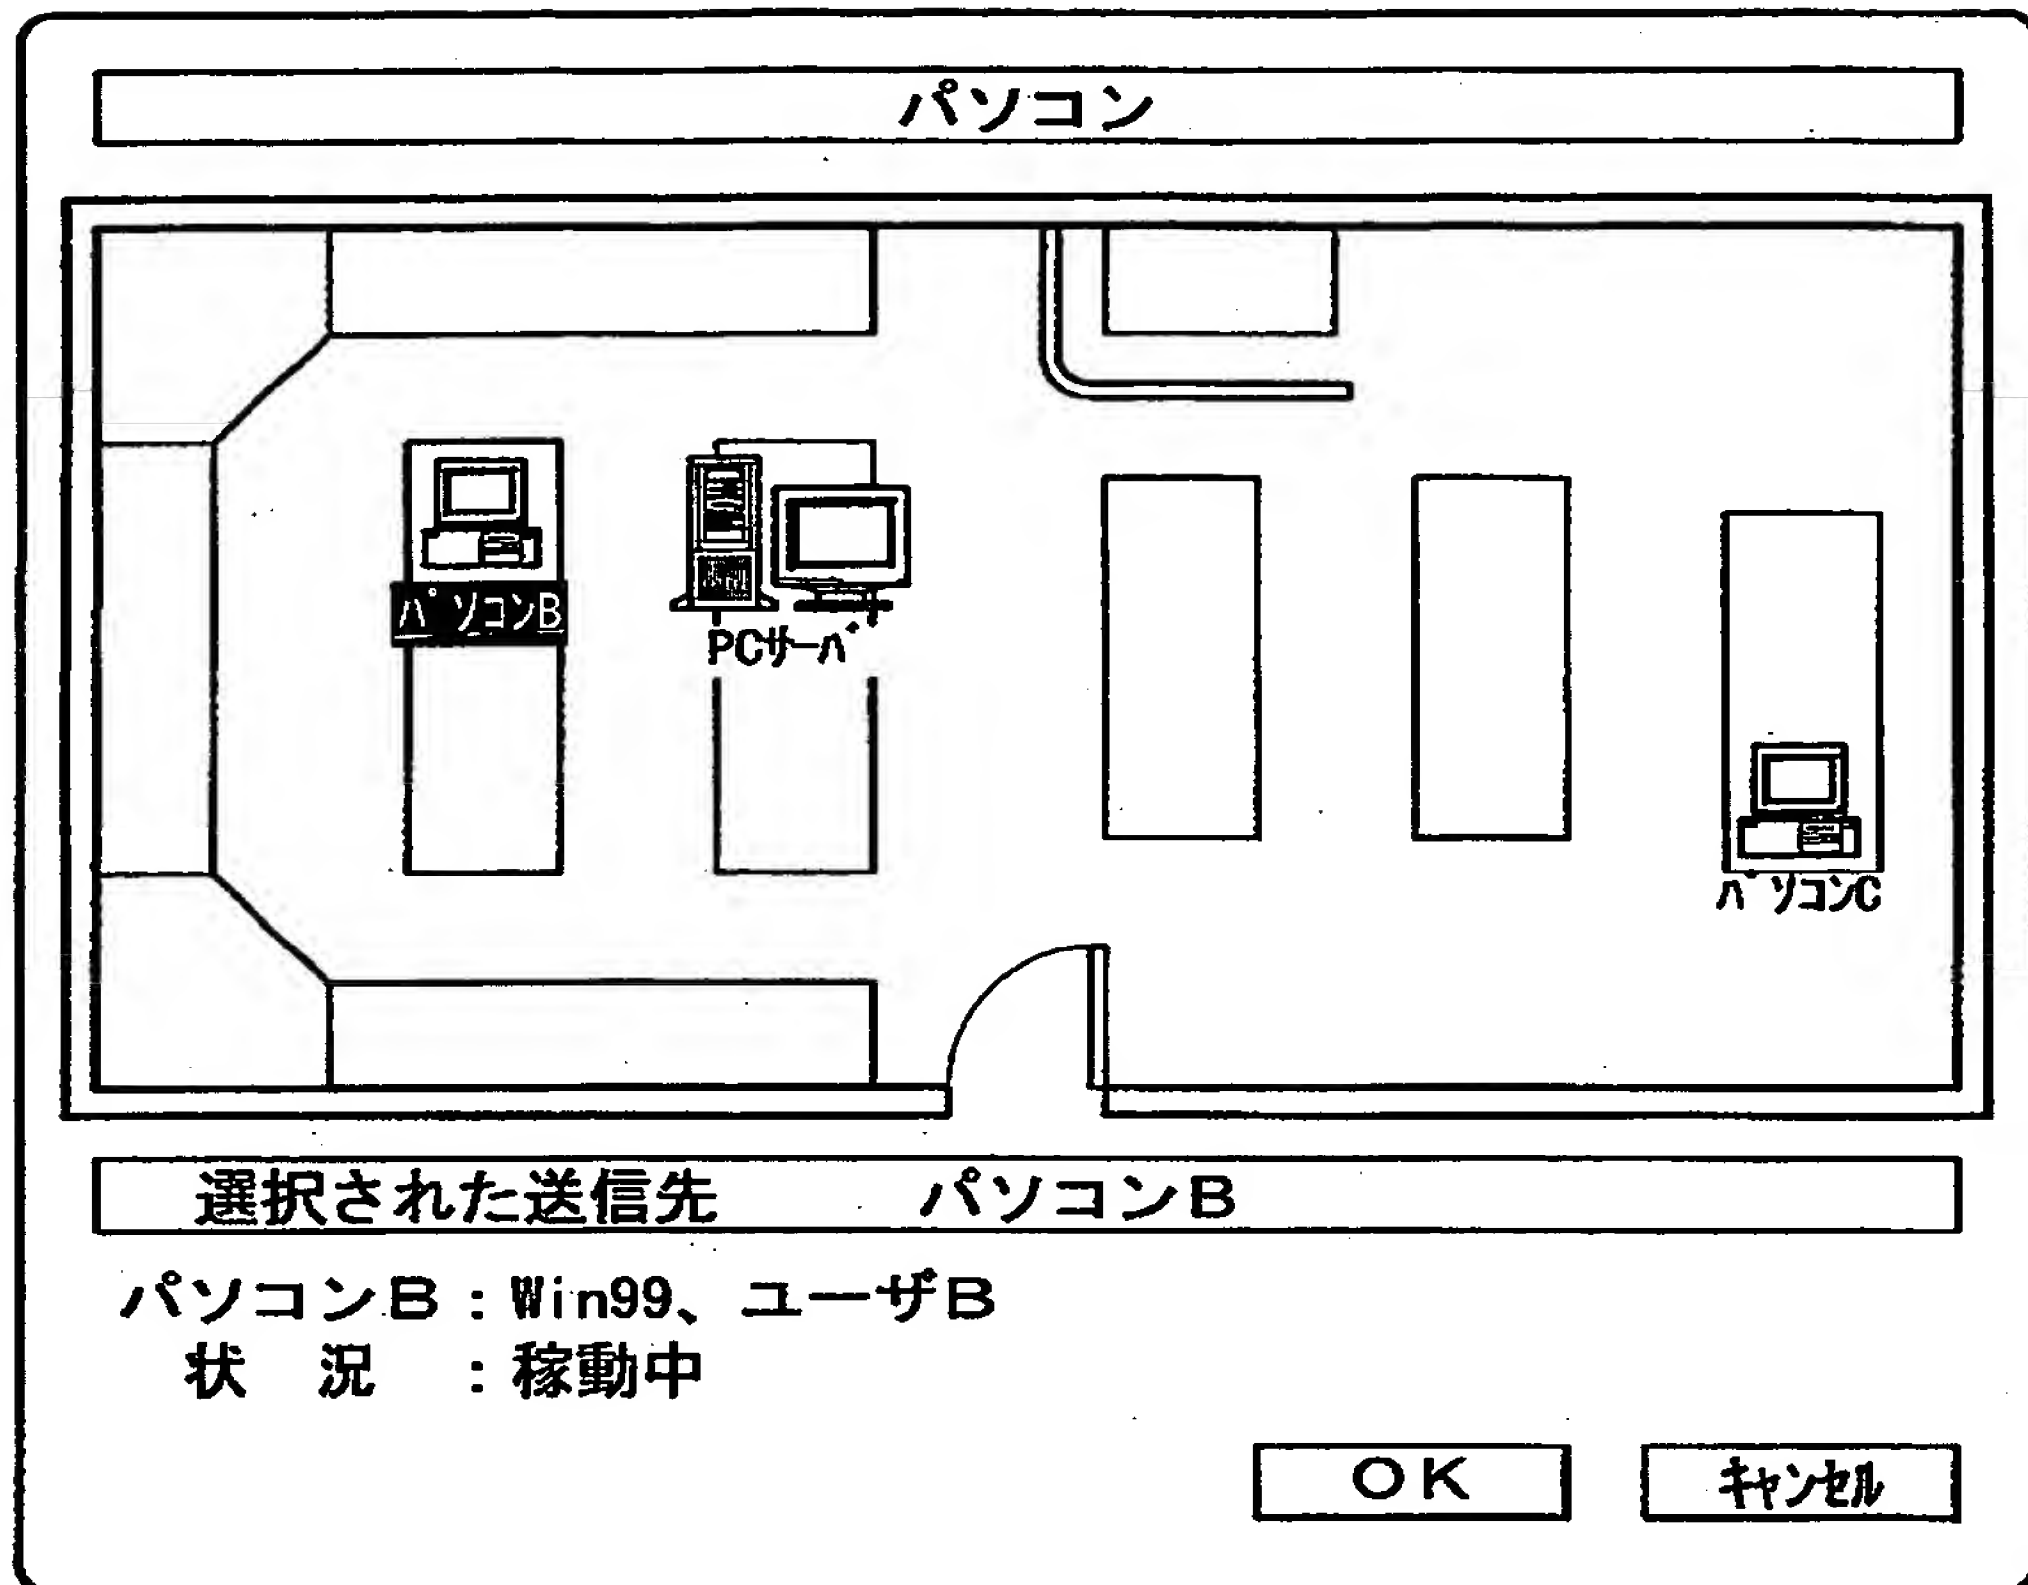 パソコン
パソコンB
PCサーバ
パソコンC
選択された送信先 パソコンB
パソコンB：Win99、ユーザB
状 況 ：稼動中
OK キャンセル